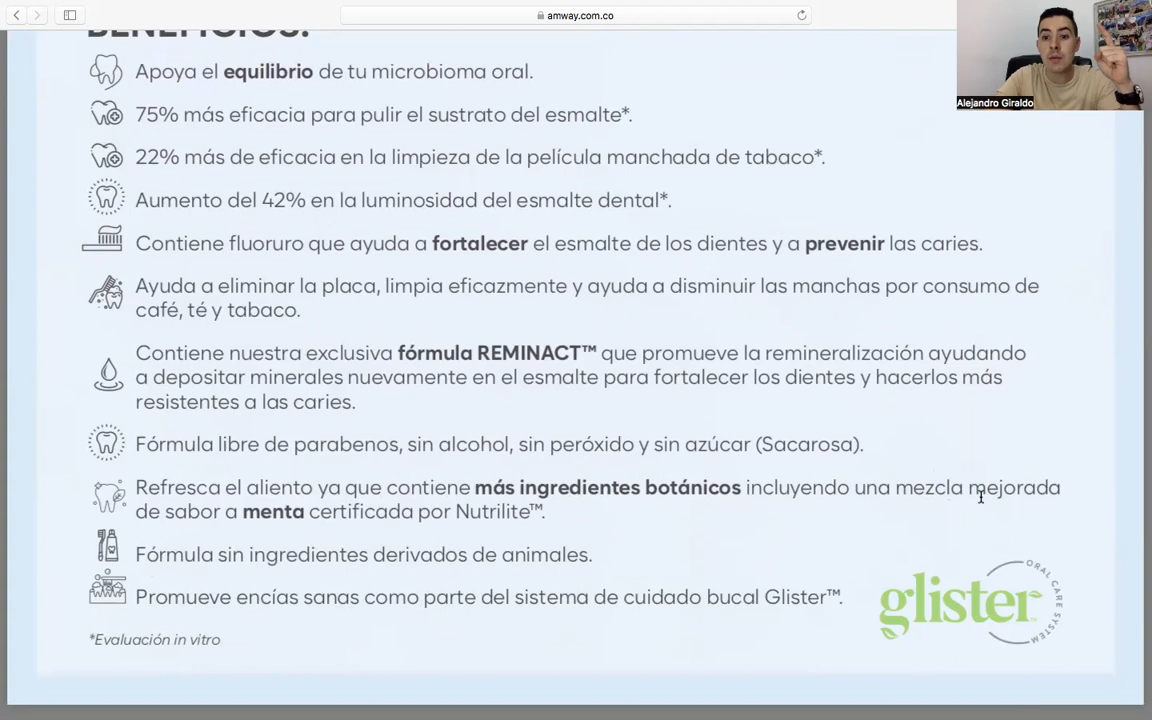 amway.com.co
Alejandro Giraldo
BENEFICIOS:
Apoya el equilibrio de tu microbioma oral.
75% más eficacia para pulir el sustrato del esmalte*.
22% más de eficacia en la limpieza de la película manchada de tabaco*.
Aumento del 42% en la luminosidad del esmalte dental*.
Contiene fluoruro que ayuda a fortalecer el esmalte de los dientes y a prevenir las caries.
Ayuda a eliminar la placa, limpia eficazmente y ayuda a disminuir las manchas por consumo de
café, té y tabaco.
Contiene nuestra exclusiva fórmula REMINACT™ que promueve la remineralización ayudando
a depositar minerales nuevamente en el esmalte para fortalecer los dientes y hacerlos más
resistentes a las caries.
Fórmula libre de parabenos, sin alcohol, sin peróxido y sin azúcar (Sacarosa).
Refresca el aliento ya que contiene más ingredientes botánicos incluyendo una mezcla mejorada
de sabor a menta certificada por Nutrilite™.
Fórmula sin ingredientes derivados de animales.
Promueve encías sanas como parte del sistema de cuidado bucal Glister™.
*Evaluación in vitro
glister™
ORAL CARE SYSTEM